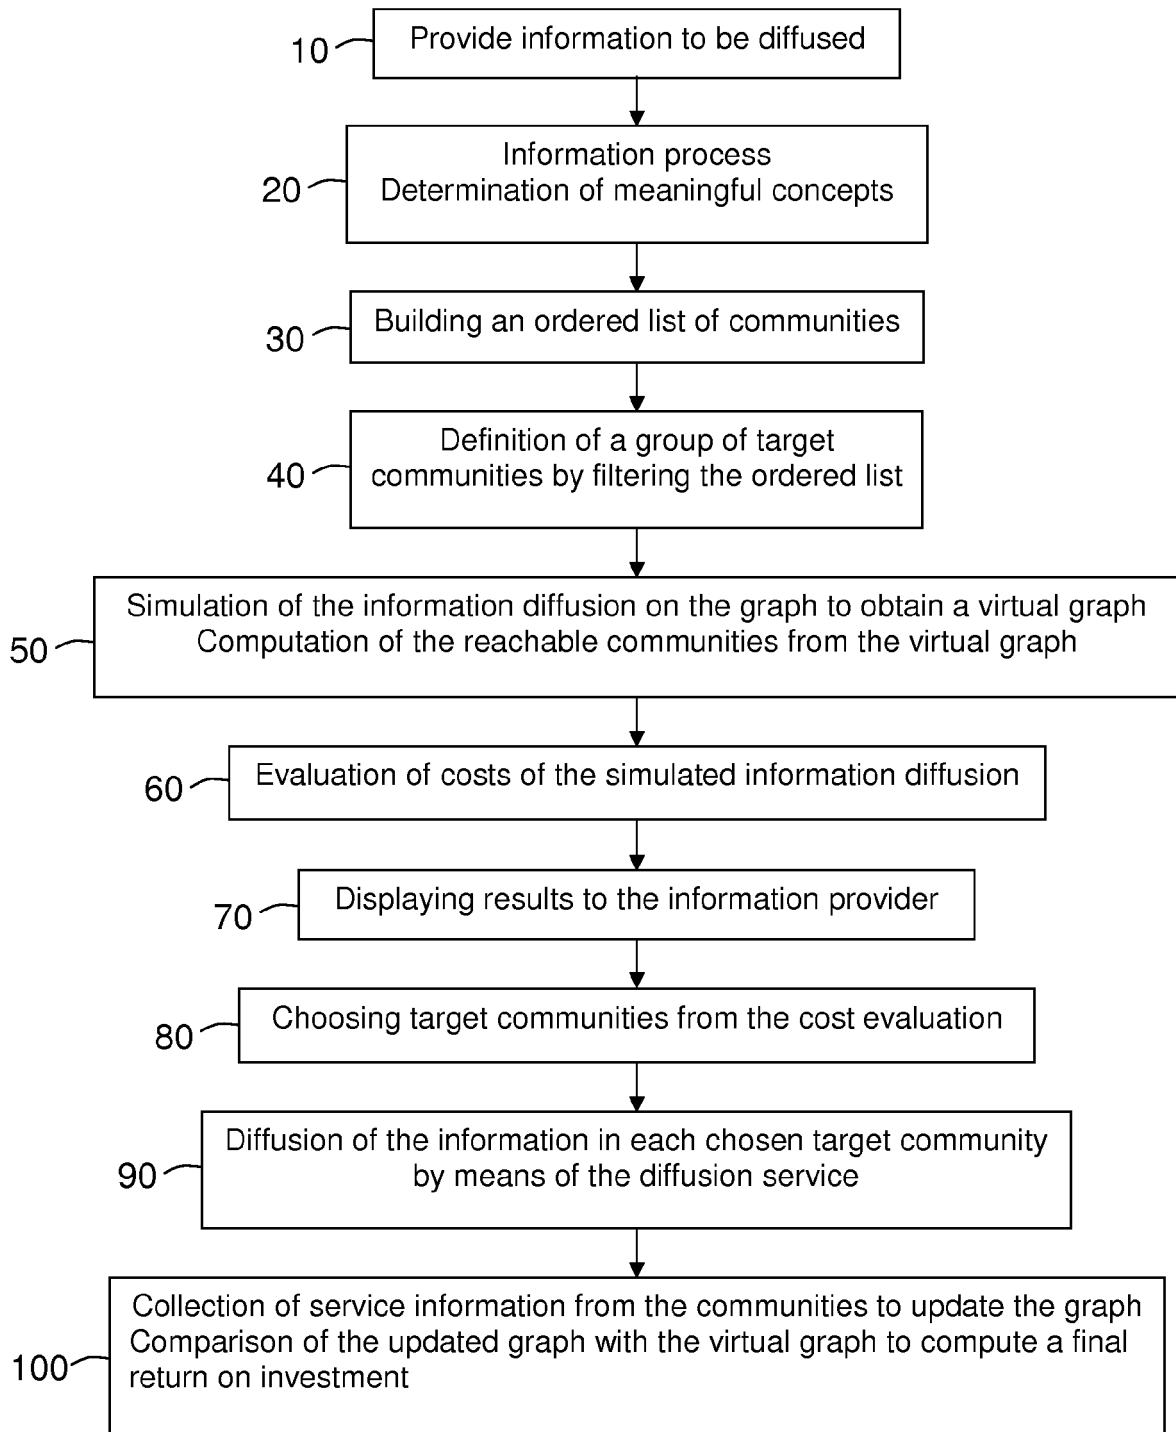 10
Provide information to be diffused
20
Information process
Determination of meaningful concepts
30
Building an ordered list of communities
40
Definition of a group of target
communities by filtering the ordered list
50
Simulation of the information diffusion on the graph to obtain a virtual graph
Computation of the reachable communities from the virtual graph
60
Evaluation of costs of the simulated information diffusion
70
Displaying results to the information provider
80
Choosing target communities from the cost evaluation
90
Diffusion of the information in each chosen target community
by means of the diffusion service
100
Collection of service information from the communities to update the graph
Comparison of the updated graph with the virtual graph to compute a final
return on investment